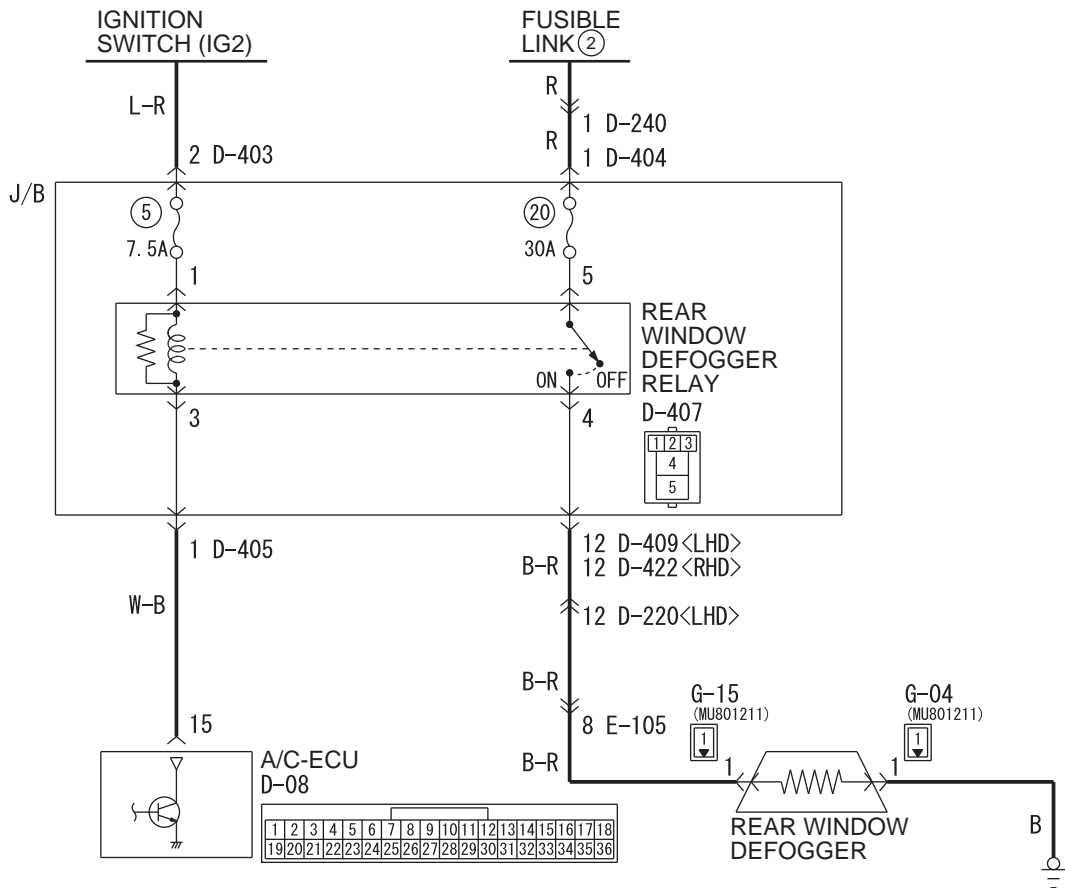 IGNITION
SWITCH (IG2)
FUSIBLE
LINK ②
L-R
R
1 D-240
R
2 D-403
1 D-404
J/B
5
7.5A
20
30A
1
5
REAR
WINDOW
DEFOGGER
RELAY
D-407
ON
OFF
3
4
1 2 3
4
5
1 D-405
12 D-409<LHD>
B-R
12 D-422<RHD>
W-B
12 D-220<LHD>
B-R
15
8 E-105
B-R
G-15
(MU801211)
1
G-04
(MU801211)
1
1
1
A/C-ECU
D-08
1 2 3 4 5 6 7 8 9 10 11 12 13 14 15 16 17 18
19 20 21 22 23 24 25 26 27 28 29 30 31 32 33 34 35 36
REAR WINDOW
DEFOGGER
B